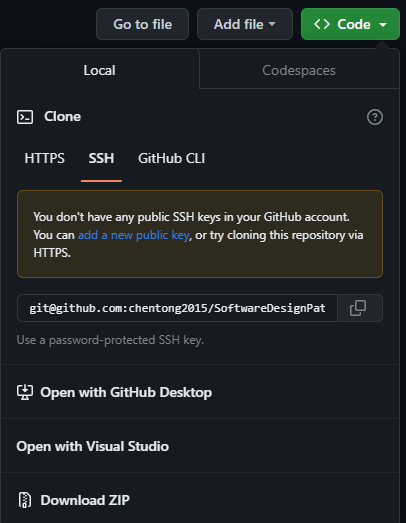 Go to file Add file <> Code
Local Codespaces
Clone
HTTPS SSH GitHub CLI
You don't have any public SSH keys in your GitHub account.
You can add a new public key, or try cloning this repository via
HTTPS.
git@github.com:chentong2015/SoftwareDesignPat
Use a password-protected SSH key.
Open with GitHub Desktop
Open with Visual Studio
Download ZIP